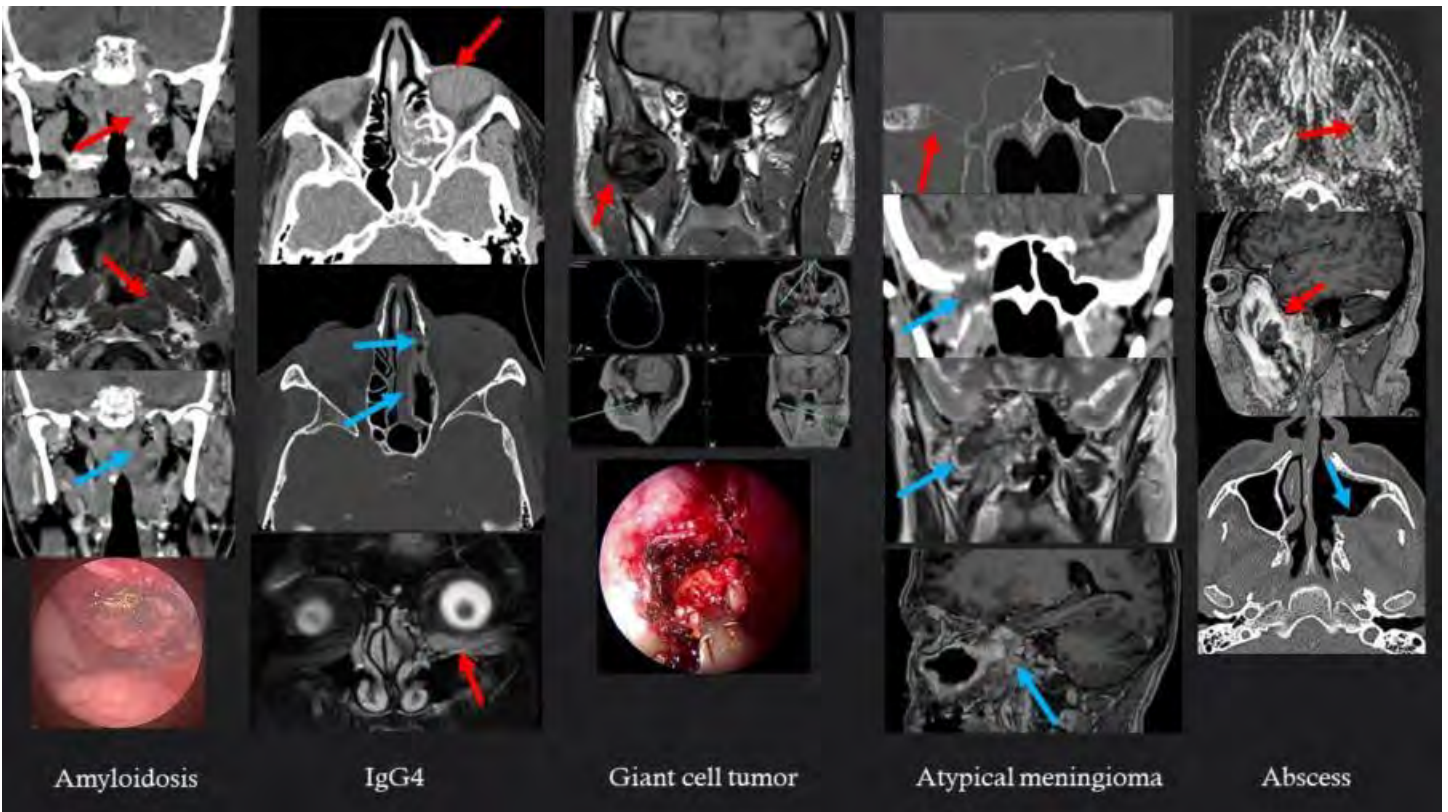 Amyloidosis
IgG4
Giant cell tumor
Atypical meningioma
Abscess